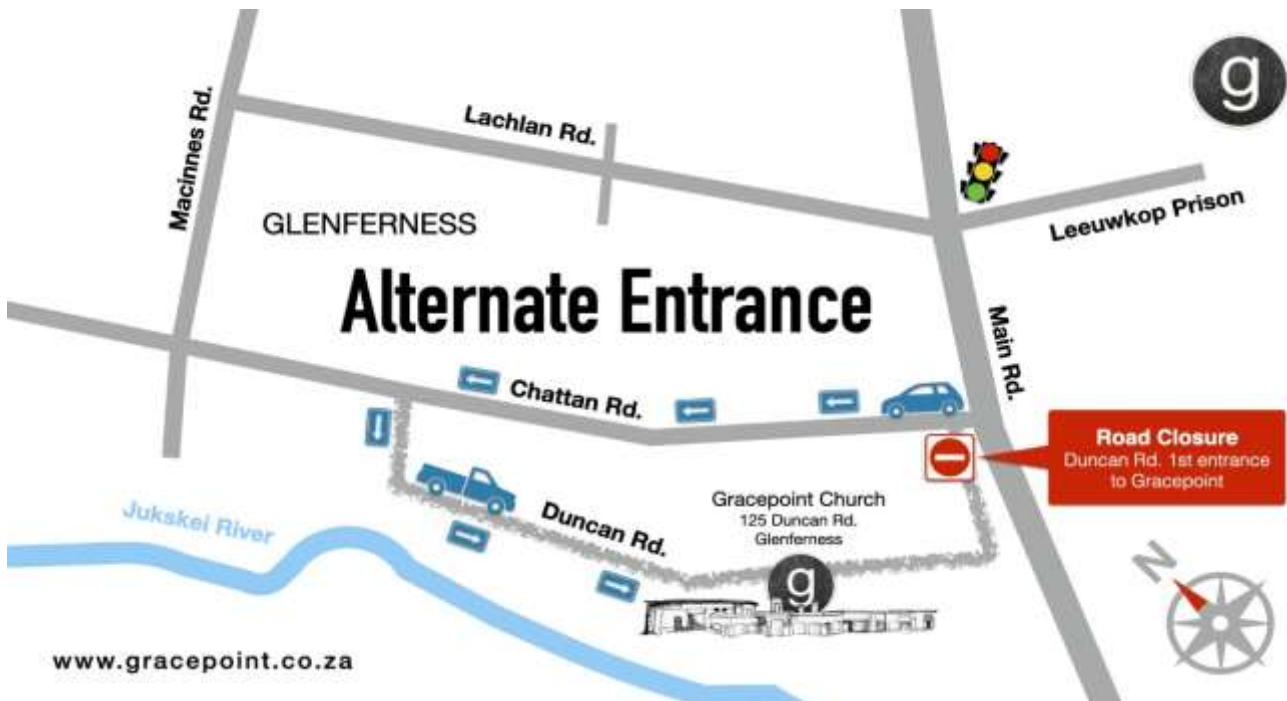 g
Macinnes Rd.
Lachlan Rd.
Leeuwkop Prison
GLENFERNESS
Alternate Entrance
Main Rd.
Chattan Rd.
Road Closure
Duncan Rd. 1st entrance
to Gracepoint
Gracepoint Church
125 Duncan Rd.
Glenferness
Duncan Rd.
Jukskei River
g
N
www.gracepoint.co.za